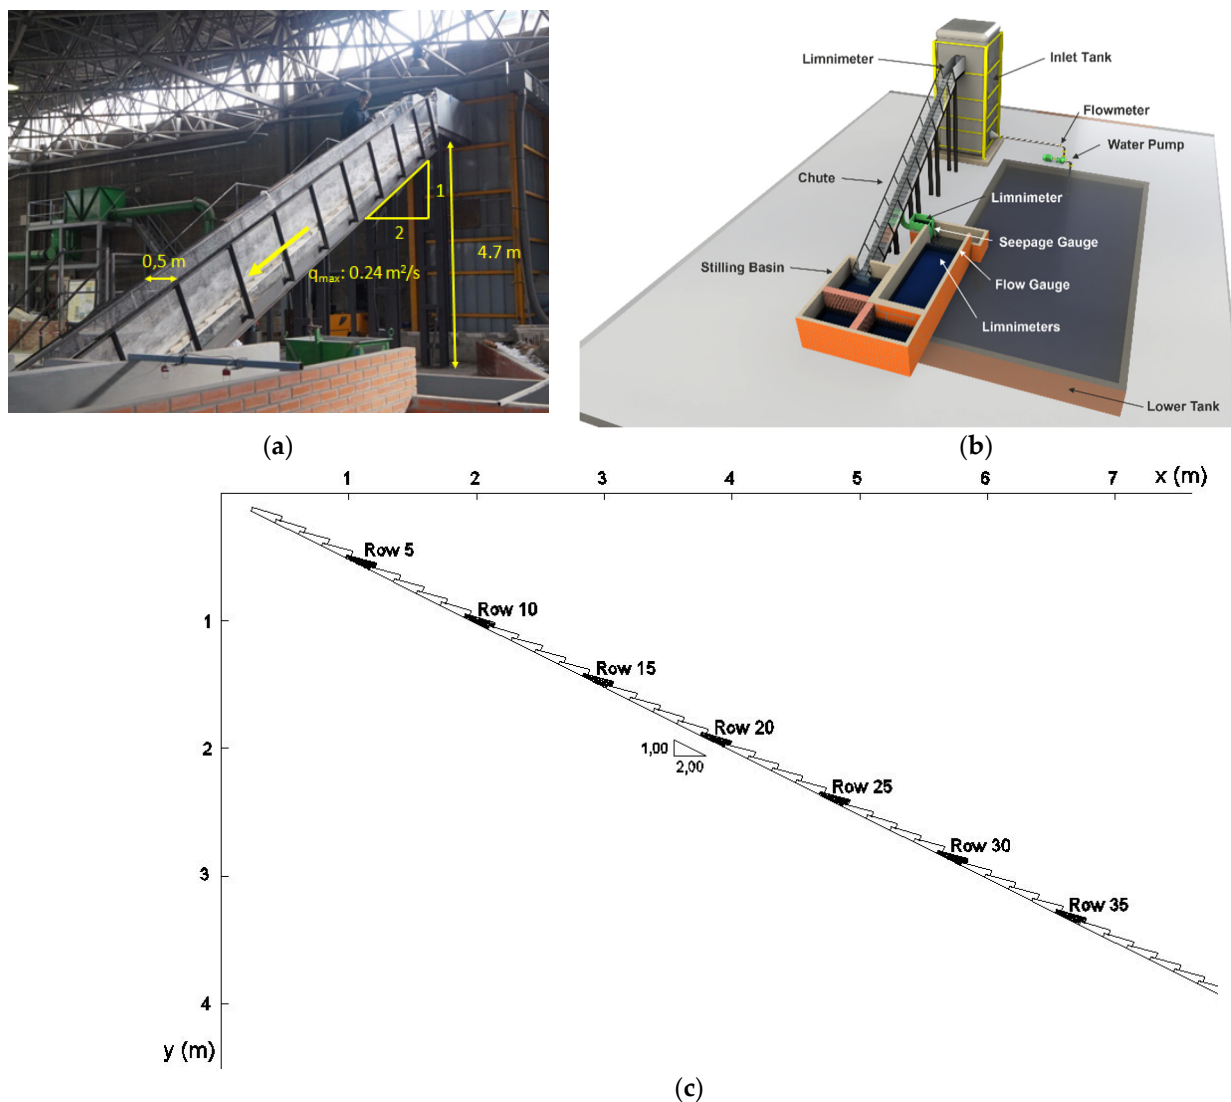 1
2
4.7 m
0,5 m
qmax: 0.24 m²/s
(a)
Limnimeter
Inlet Tank
Flowmeter
Water Pump
Chute
Limnimeter
Seepage Gauge
Stilling Basin
Flow Gauge
Limnimeters
Lower Tank
(b)
1 2 3 4 5 6 7 x (m)
Row 5
1
Row 10
Row 15
2
Row 20
1,00
2,00
Row 25
Row 30
3
Row 35
4
y (m)
(c)